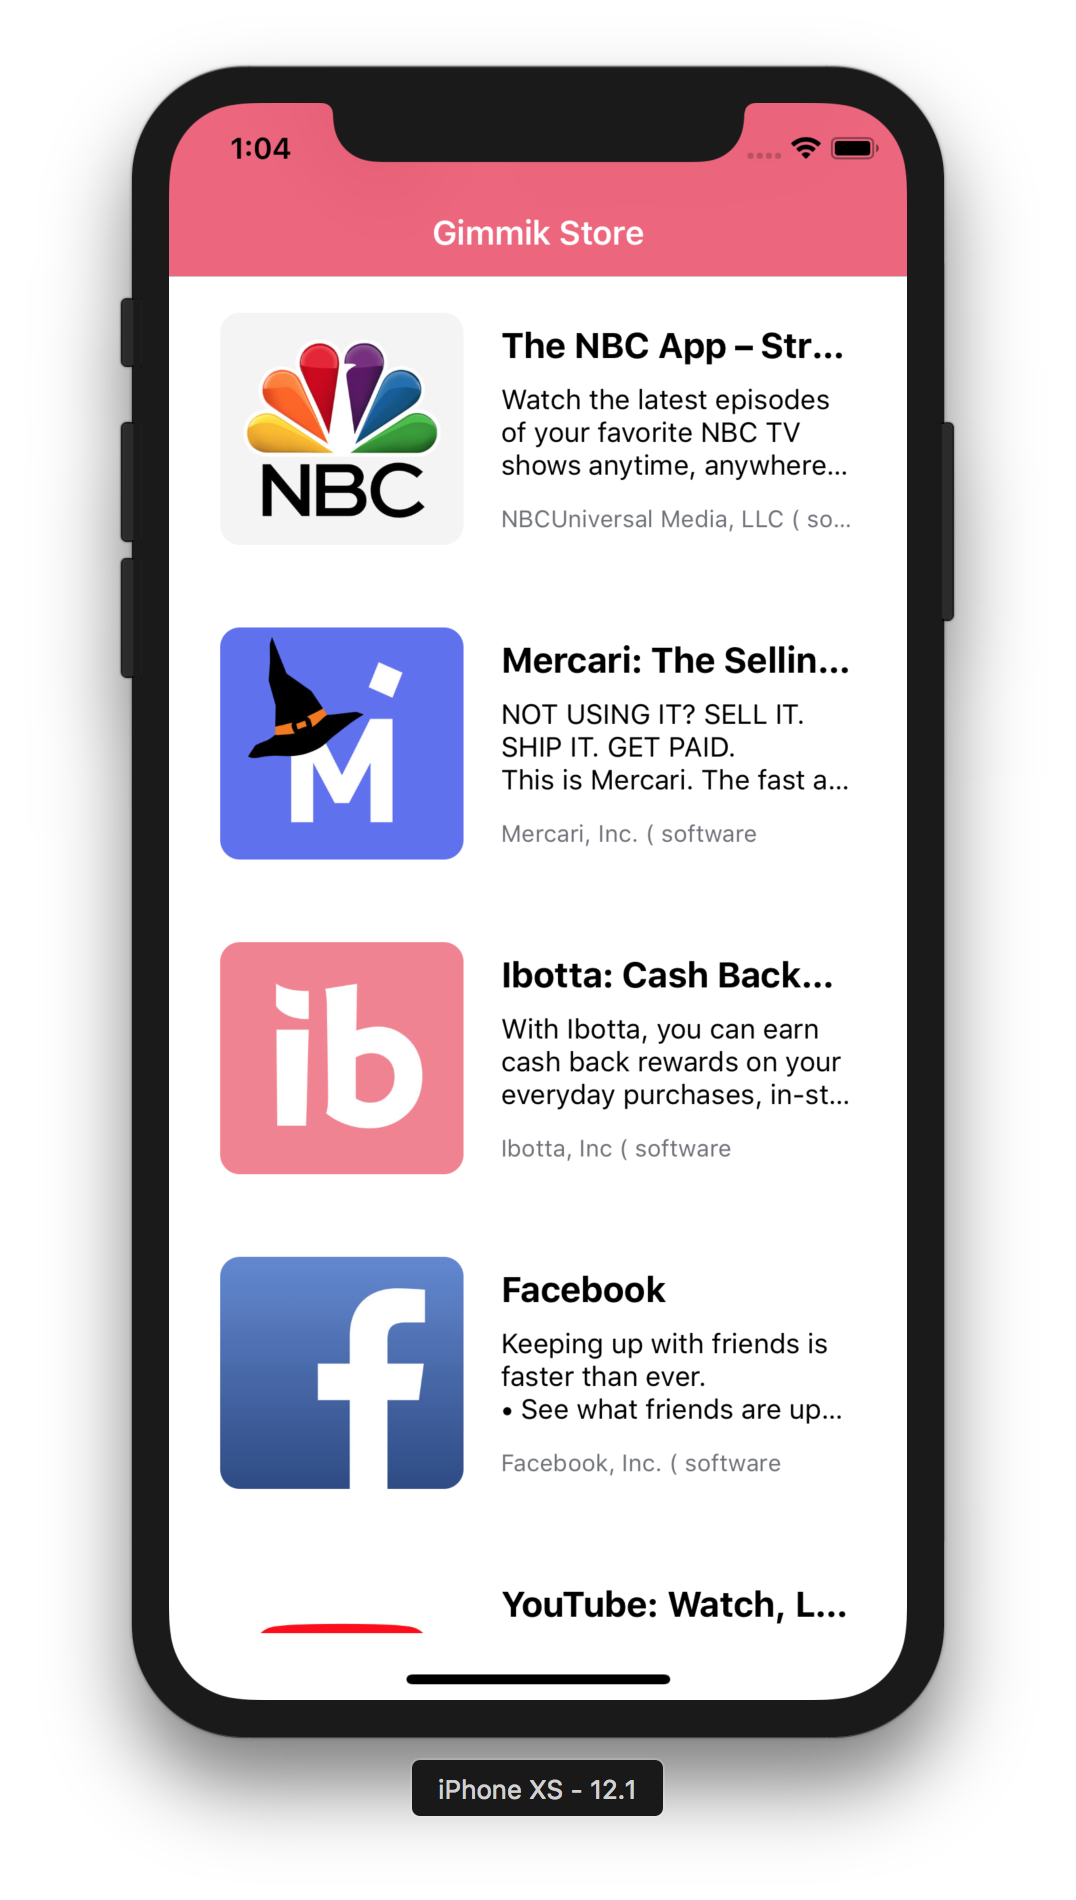 1:04
Gimmik Store
NBC
The NBC App – Str...
Watch the latest episodes
of your favorite NBC TV
shows anytime, anywhere...
NBCUniversal Media, LLC ( so...
M
Mercari: The Sellin...
NOT USING IT? SELL IT.
SHIP IT. GET PAID.
This is Mercari. The fast a...
Mercari, Inc. ( software
ib
Ibotta: Cash Back...
With Ibotta, you can earn
cash back rewards on your
everyday purchases, in-st...
Ibotta, Inc ( software
f
Facebook
Keeping up with friends is
faster than ever.
• See what friends are up...
Facebook, Inc. ( software
YouTube: Watch, L...
iPhone XS - 12.1